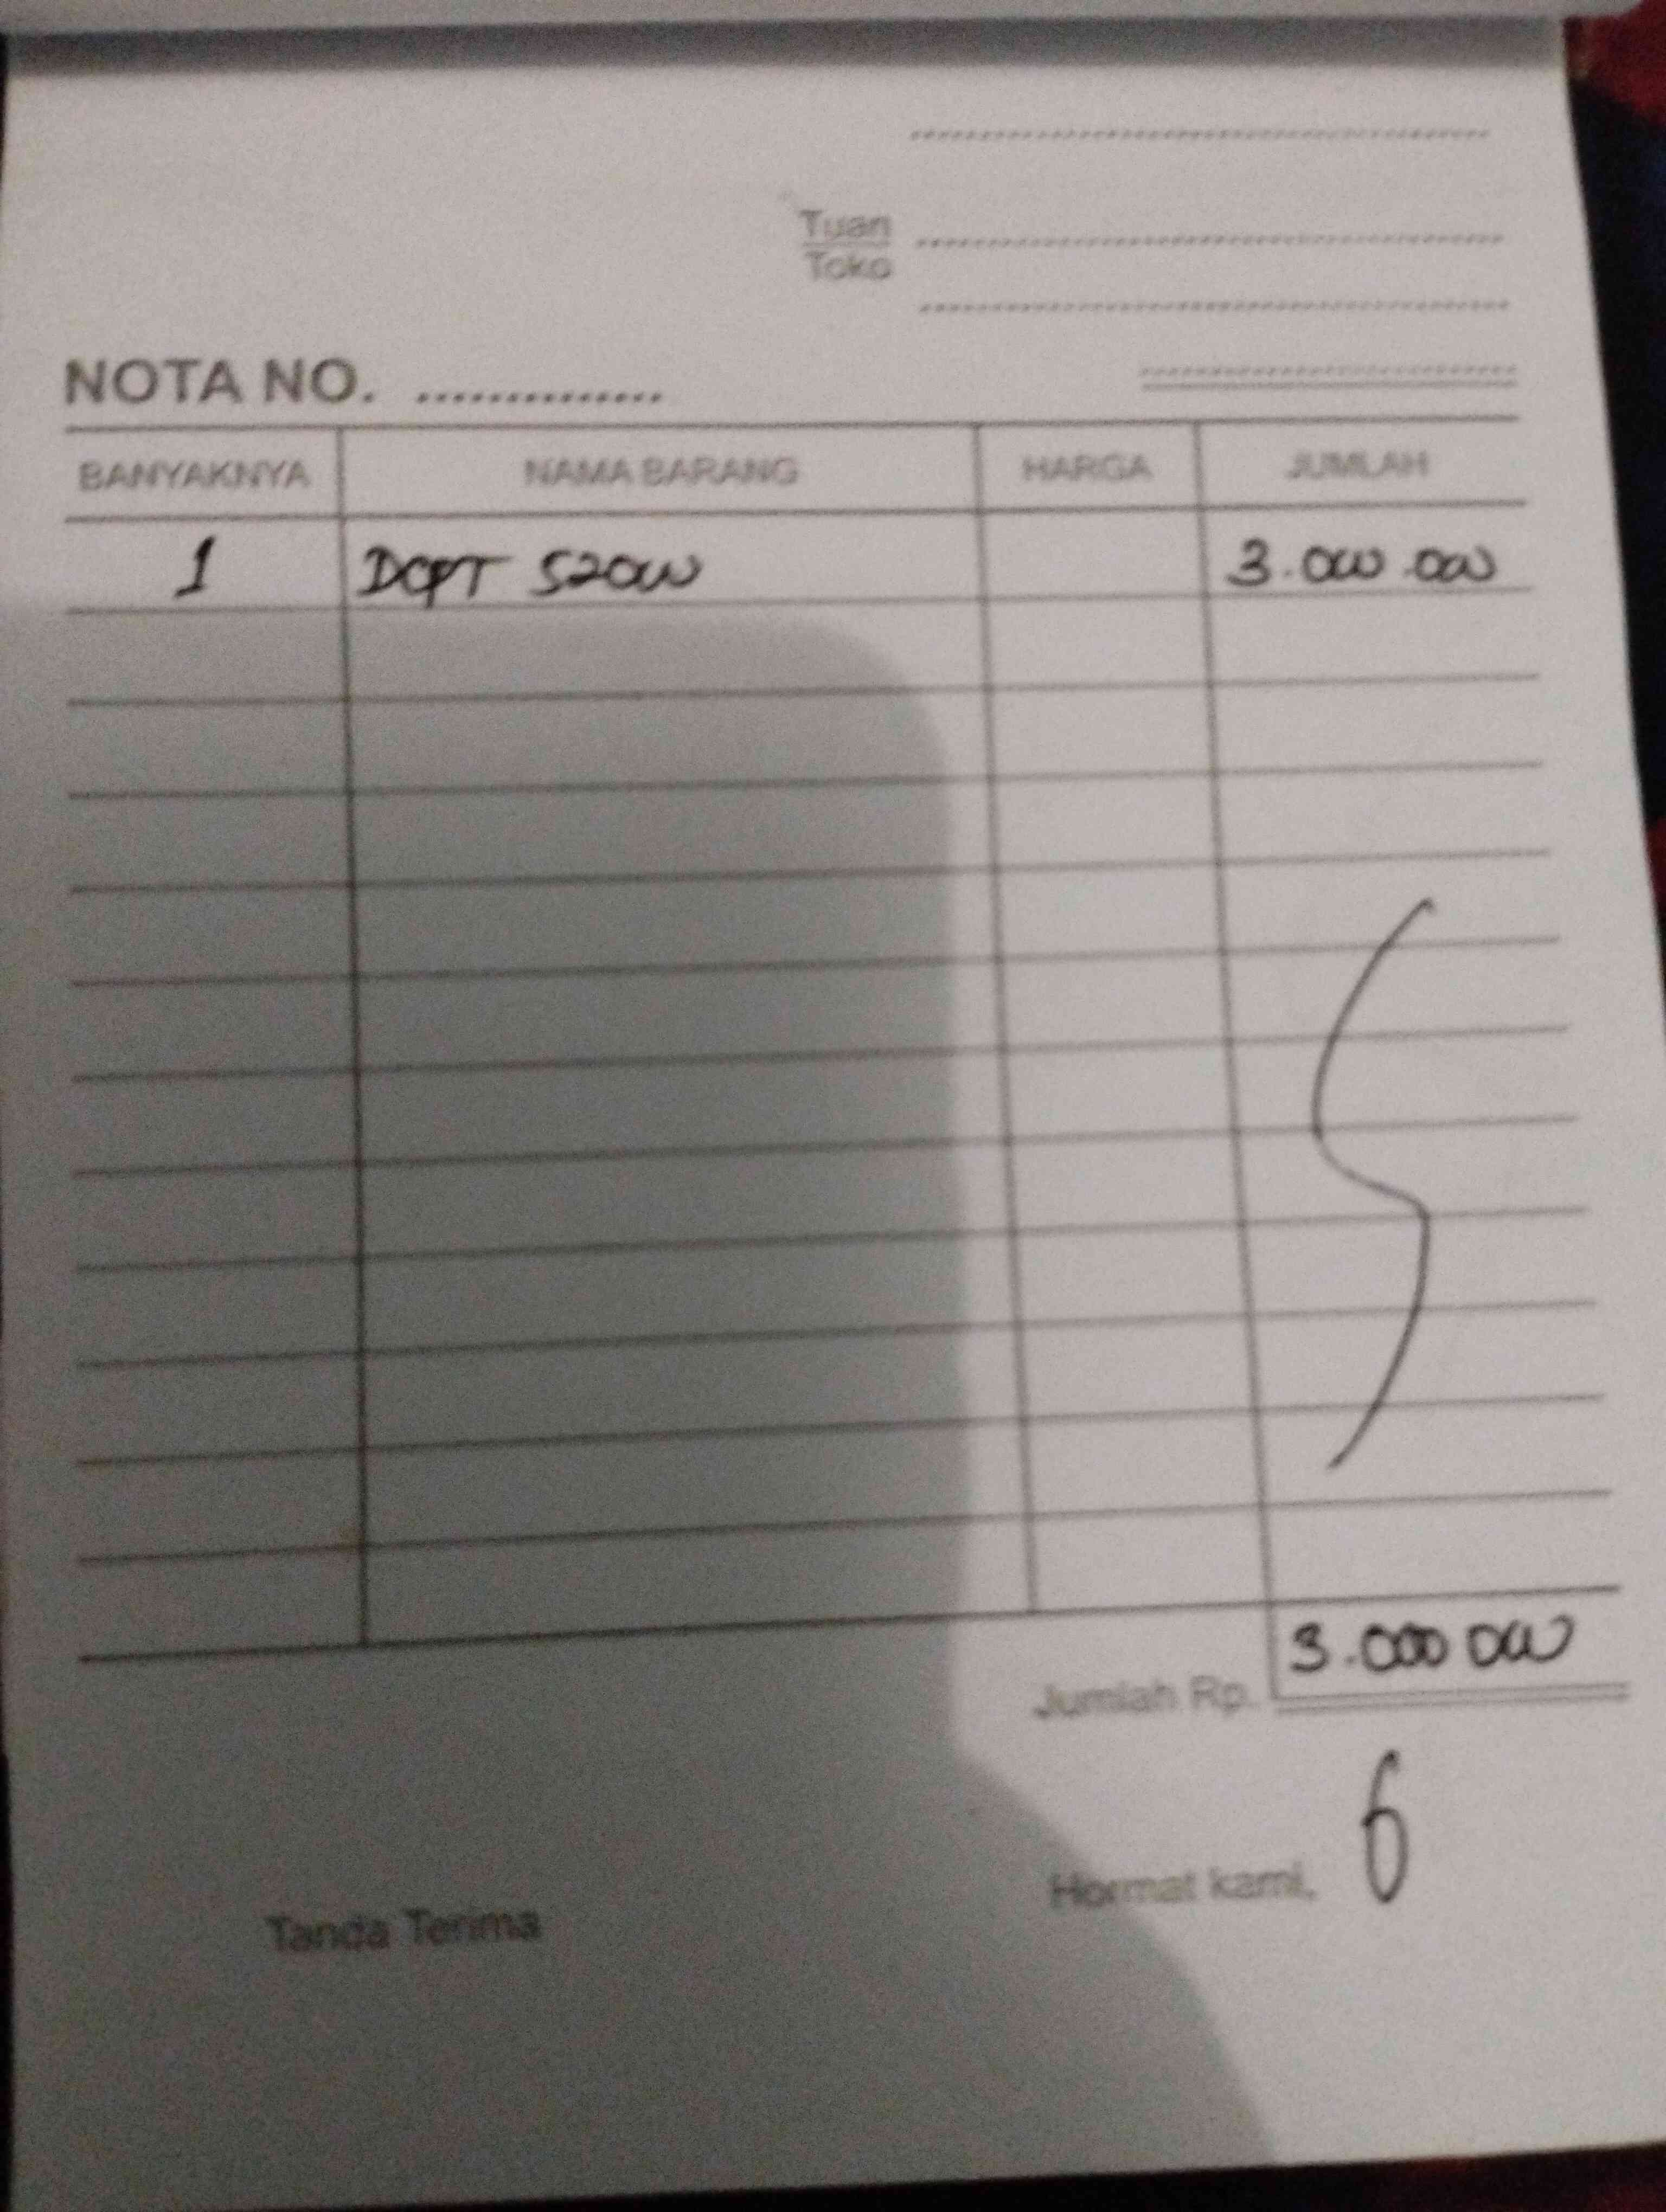 Tuan
Toko
NOTA NO. ..............
BANYAKNYA NAMA BARANG HARGA JUMLAH
1 DCPT 520W 3.000.000
Jumlah Rp. 3.000 000
Tanda Terima Hormat kami,